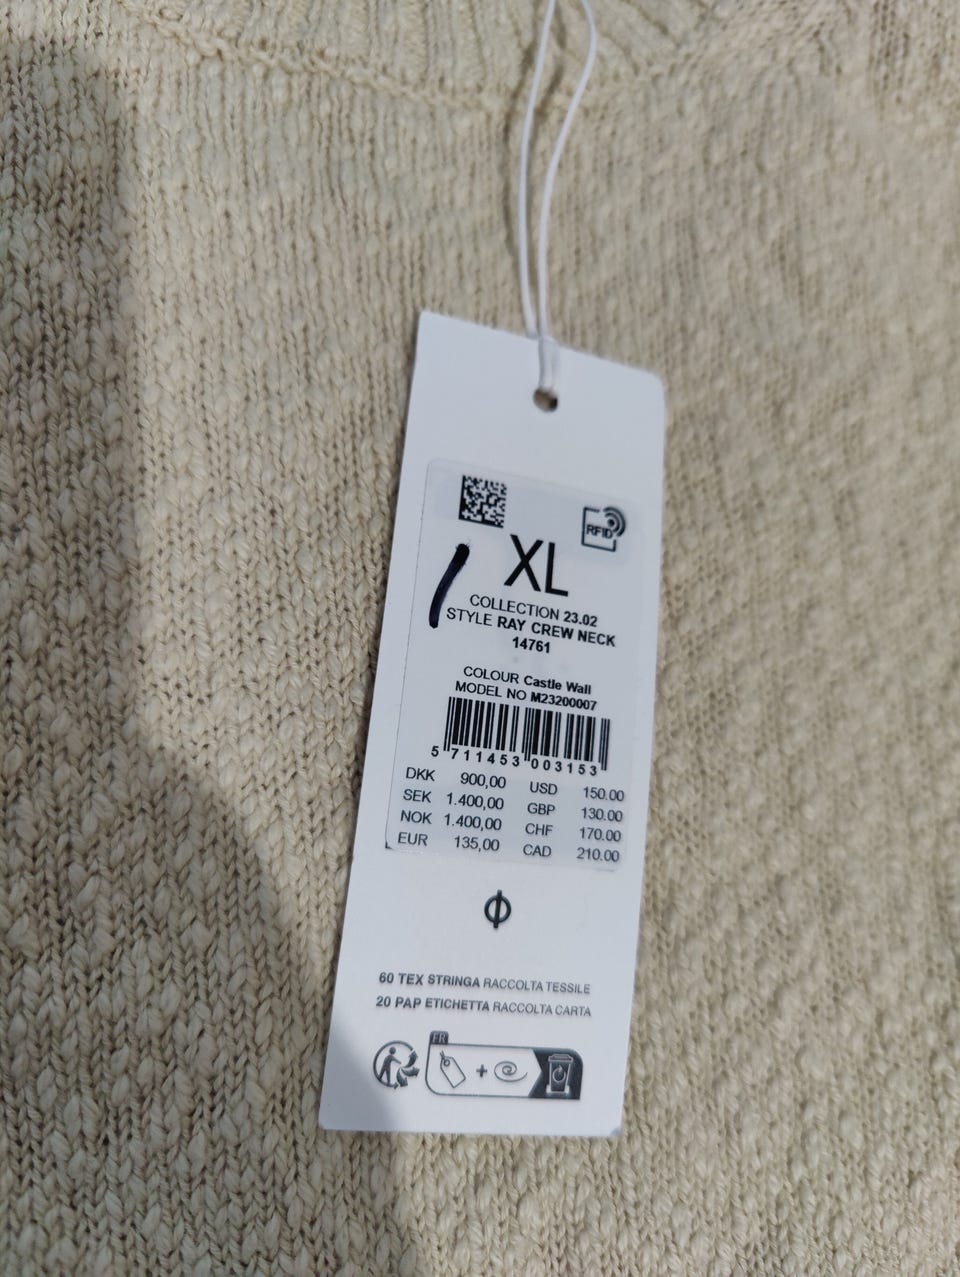 RFID
XL
COLLECTION 23.02
STYLE RAY CREW NECK
14761
COLOUR Castle Wall
MODEL NO M23200007
5 711453 003153
DKK 900,00 USD 150.00
SEK 1.400,00 GBP 130.00
NOK 1.400,00 CHF 170.00
EUR 135,00 CAD 210.00
60 TEX STRINGA RACCOLTA TESSILE
20 PAP ETICHETTA RACCOLTA CARTA
FR
+